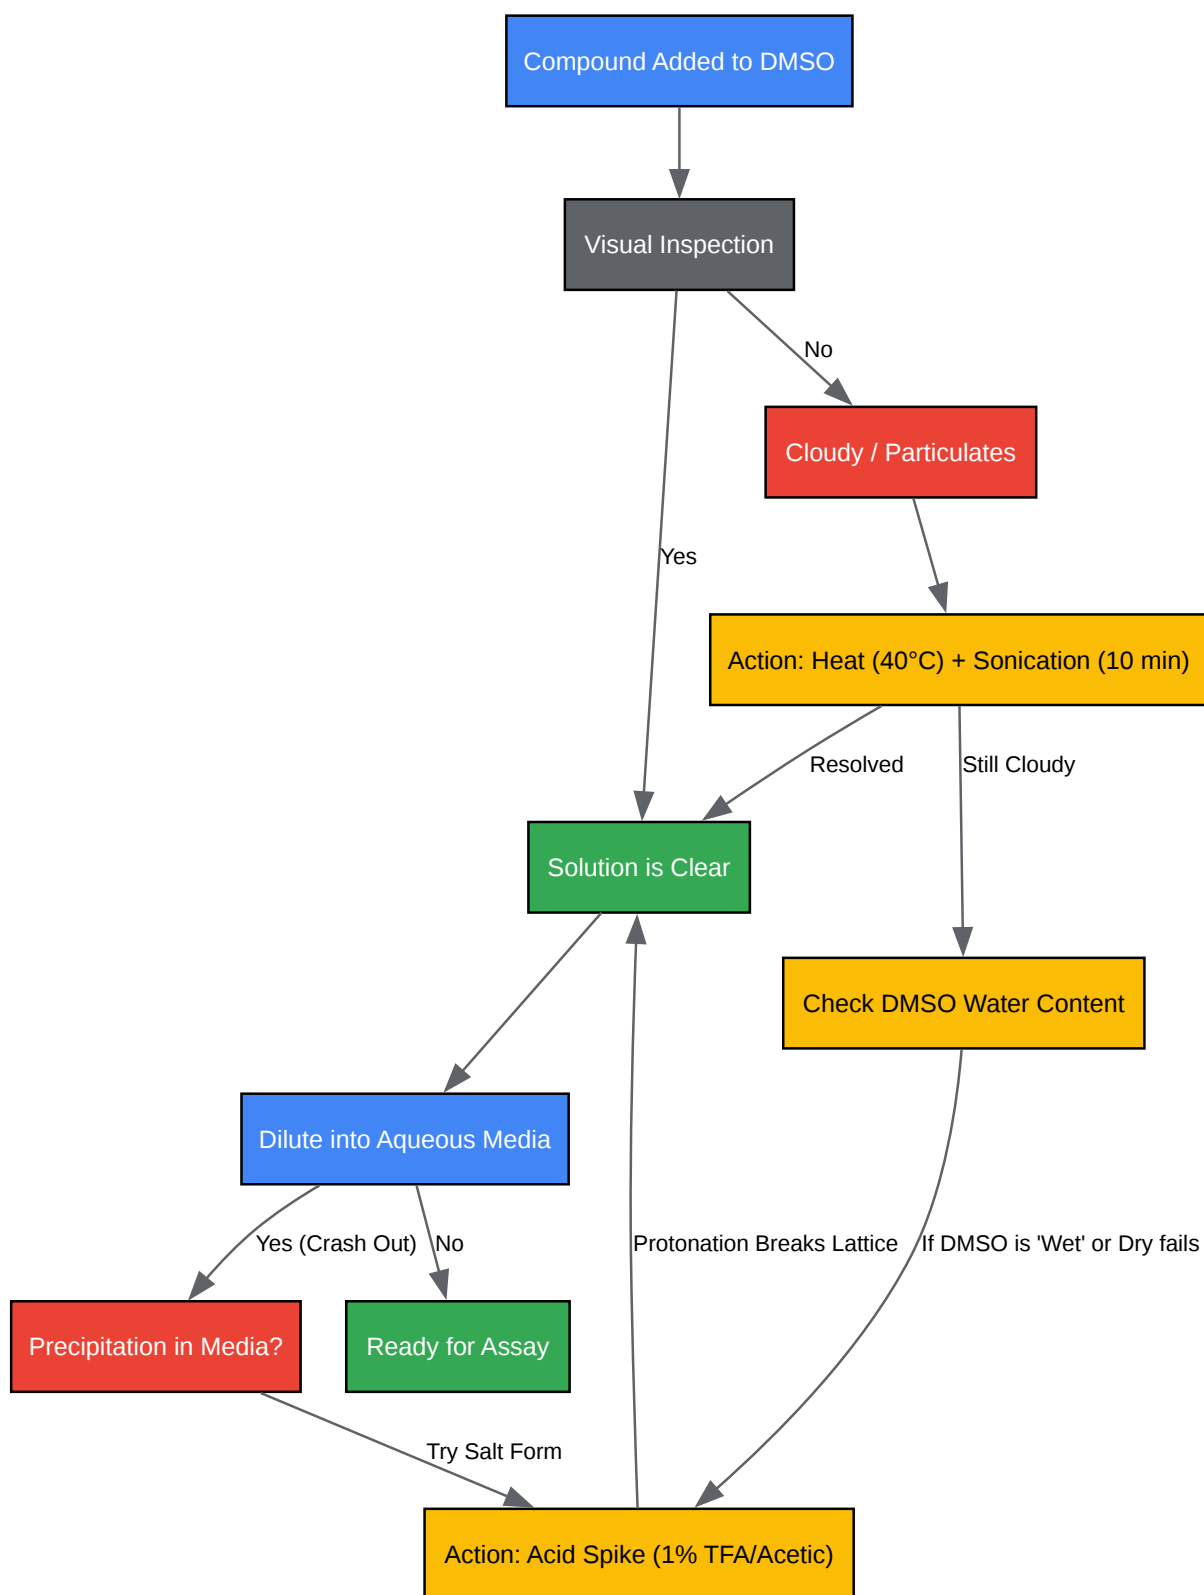 Compound Added to DMSO
Visual Inspection
No
Cloudy / Particulates
Yes
Action: Heat (40°C) + Sonication (10 min)
Resolved
Still Cloudy
Solution is Clear
Check DMSO Water Content
Dilute into Aqueous Media
Yes (Crash Out)
No
Protonation Breaks Lattice
If DMSO is 'Wet' or Dry fails
Precipitation in Media?
Ready for Assay
Try Salt Form
Action: Acid Spike (1% TFA/Acetic)